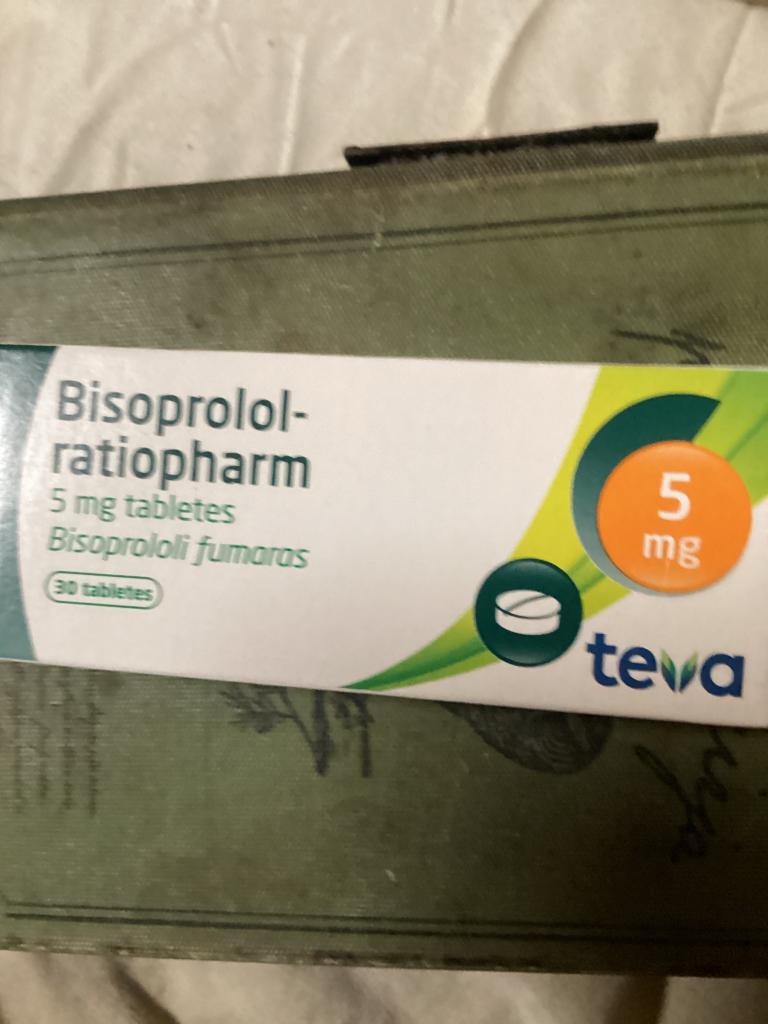 Bisoprolol-
ratiopharm
5 mg tabletes
Bisoprololi fumaras
30 tabletes
5
mg
teva